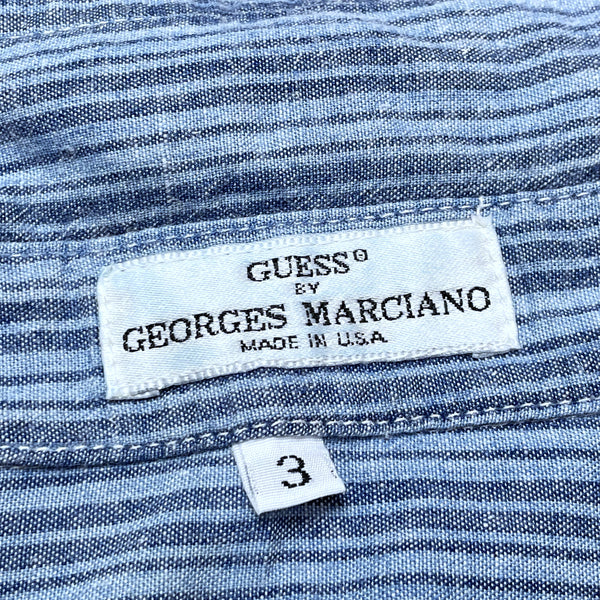 GUESS®
BY
GEORGES MARCIANO
MADE IN U.S.A.
3